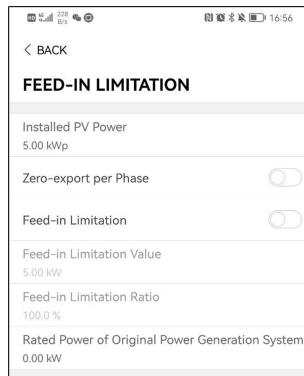 HD 4G 228 B/s 16:56
< BACK
FEED-IN LIMITATION
Installed PV Power
5.00 kWp
Zero-export per Phase
Feed-in Limitation
Feed-in Limitation Value
5.00 kW
Feed-in Limitation Ratio
100.0 %
Rated Power of Original Power Generation System
0.00 kW